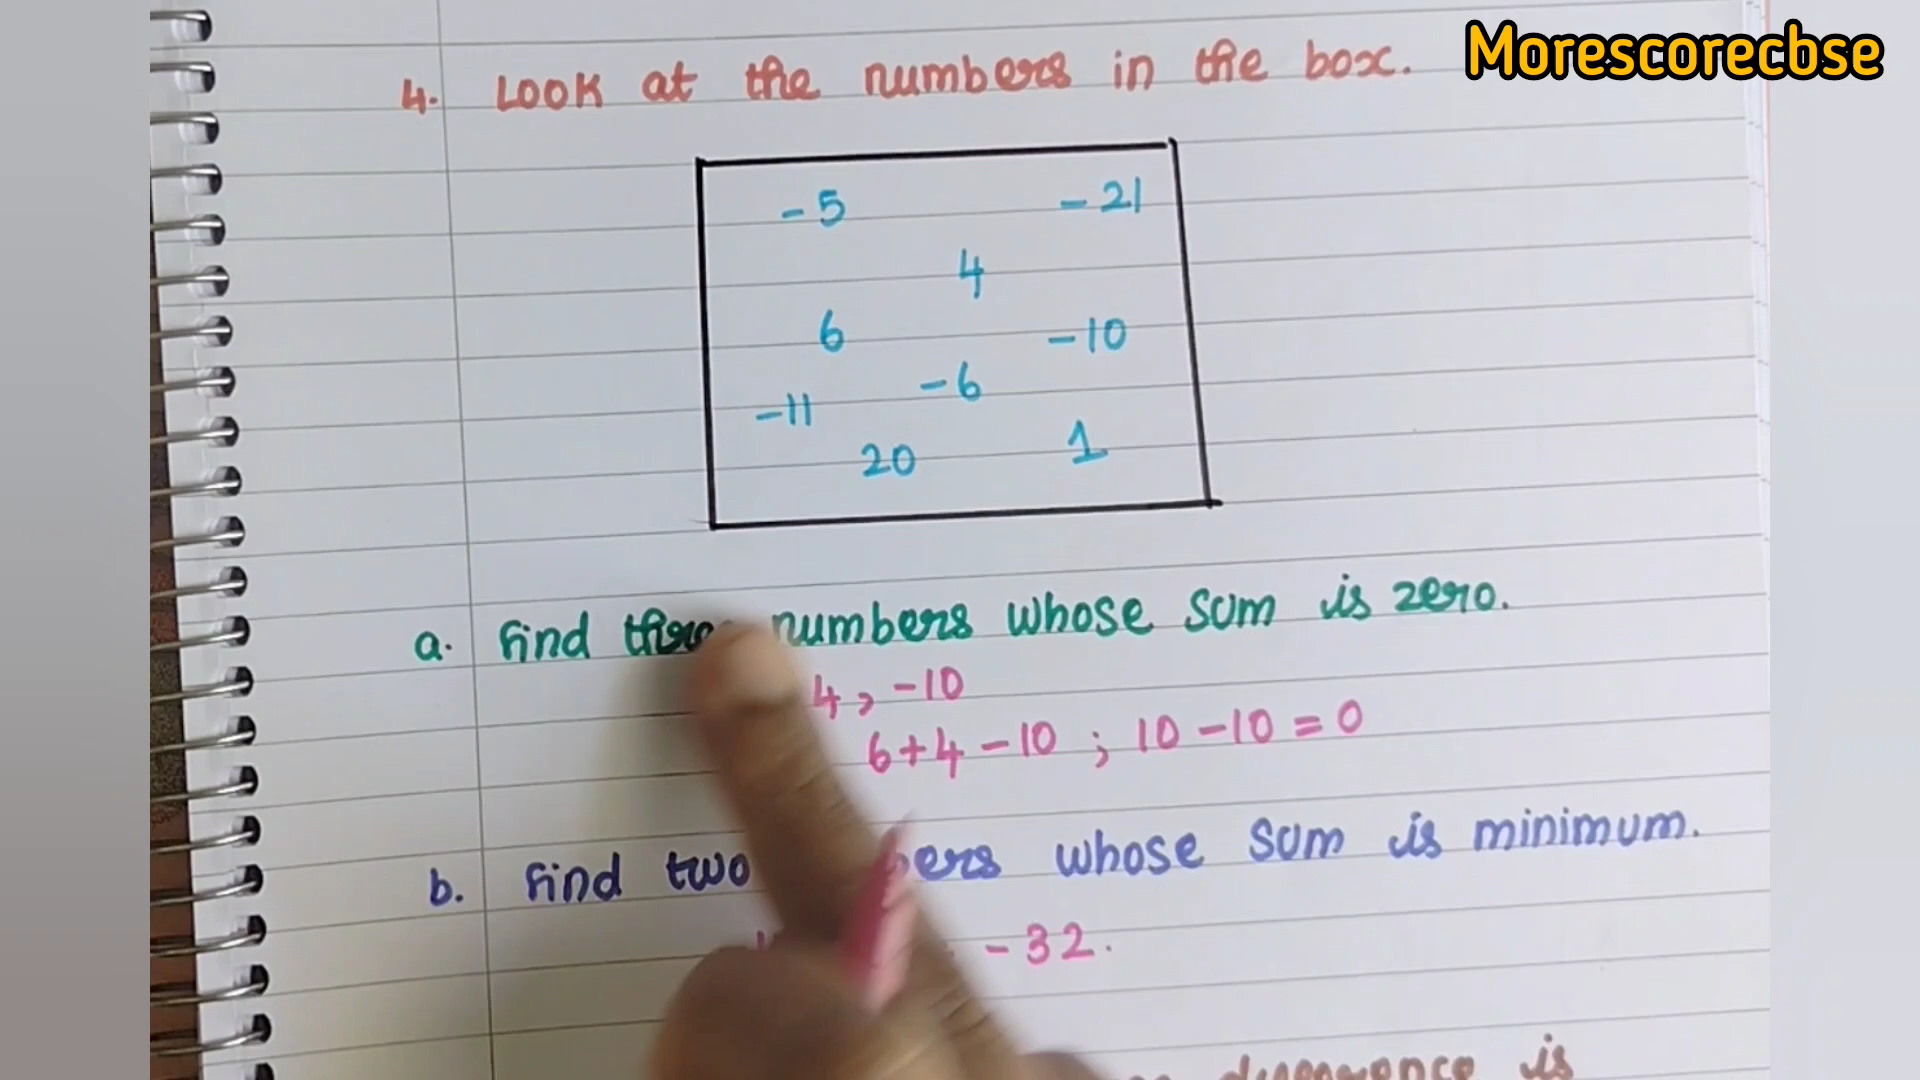 Morescorecbse
4. Look at the numbers in the box.
-5 -21
4
6 -10
-6
-11
20 1
a. Find three numbers whose sum is zero.
4, -10
6+4-10 ; 10-10=0
b. Find two whose sum is minimum.
-32.
is